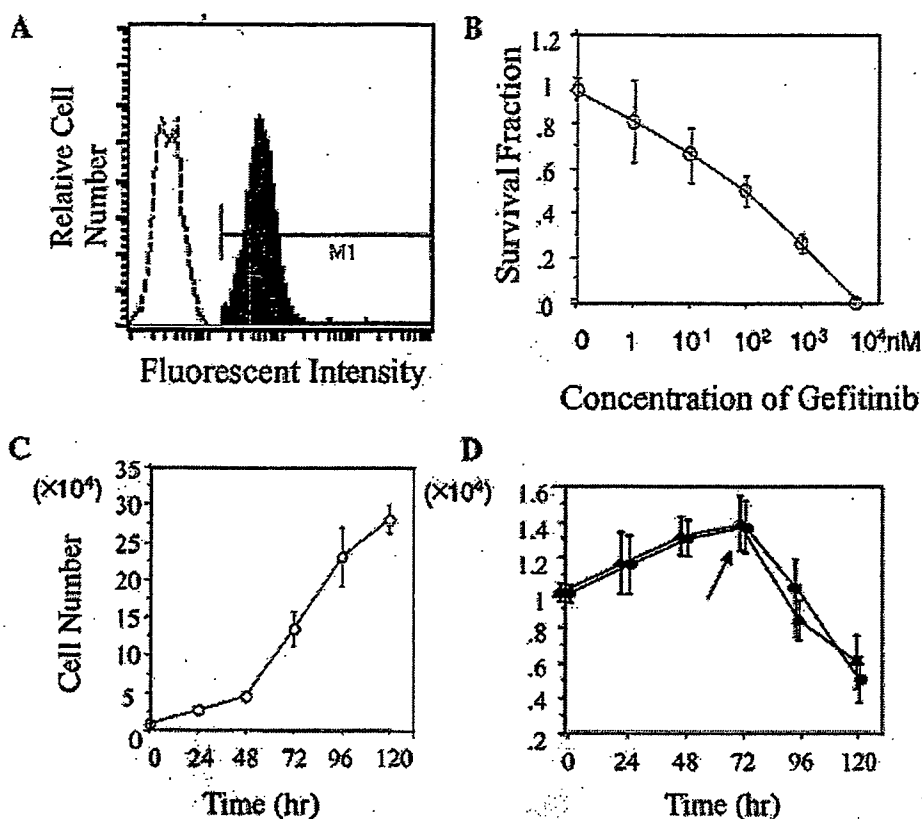 A
Relative Cell
Number
M1
Fluorescent Intensity
B
Survival Fraction
1.2
1
.8
.6
.4
.2
.0
0 1 10¹ 10² 10³ 10⁴nM
Concentration of Gefitinib
C
(×10⁴)
Cell Number
35
30
25
20
15
10
5
0
0 24 48 72 96 120
Time (hr)
D
(×10⁴)
1.6
1.4
1.2
1
.8
.6
.4
.2
0 24 48 72 96 120
Time (hr)